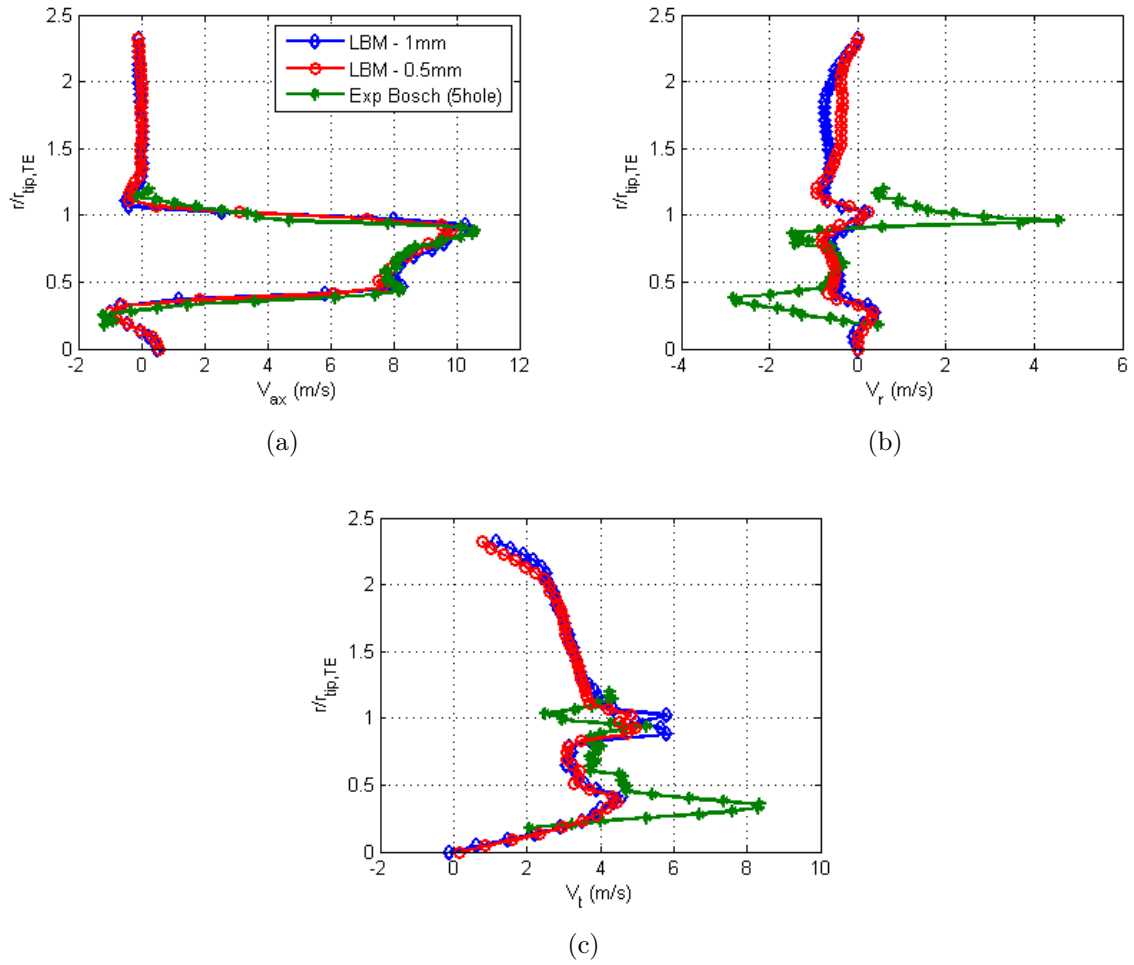 2.5
2
1.5
1
0.5
0
r/r_tip,TE
-2 0 2 4 6 8 10 12
V_ax (m/s)
LBM - 1mm
LBM - 0.5mm
Exp Bosch (5hole)
(a)
2.5
2
1.5
1
0.5
0
r/r_tip,TE
-4 -2 0 2 4 6
V_r (m/s)
(b)
2.5
2
1.5
1
0.5
0
r/r_tip,TE
-2 0 2 4 6 8 10
V_t (m/s)
(c)